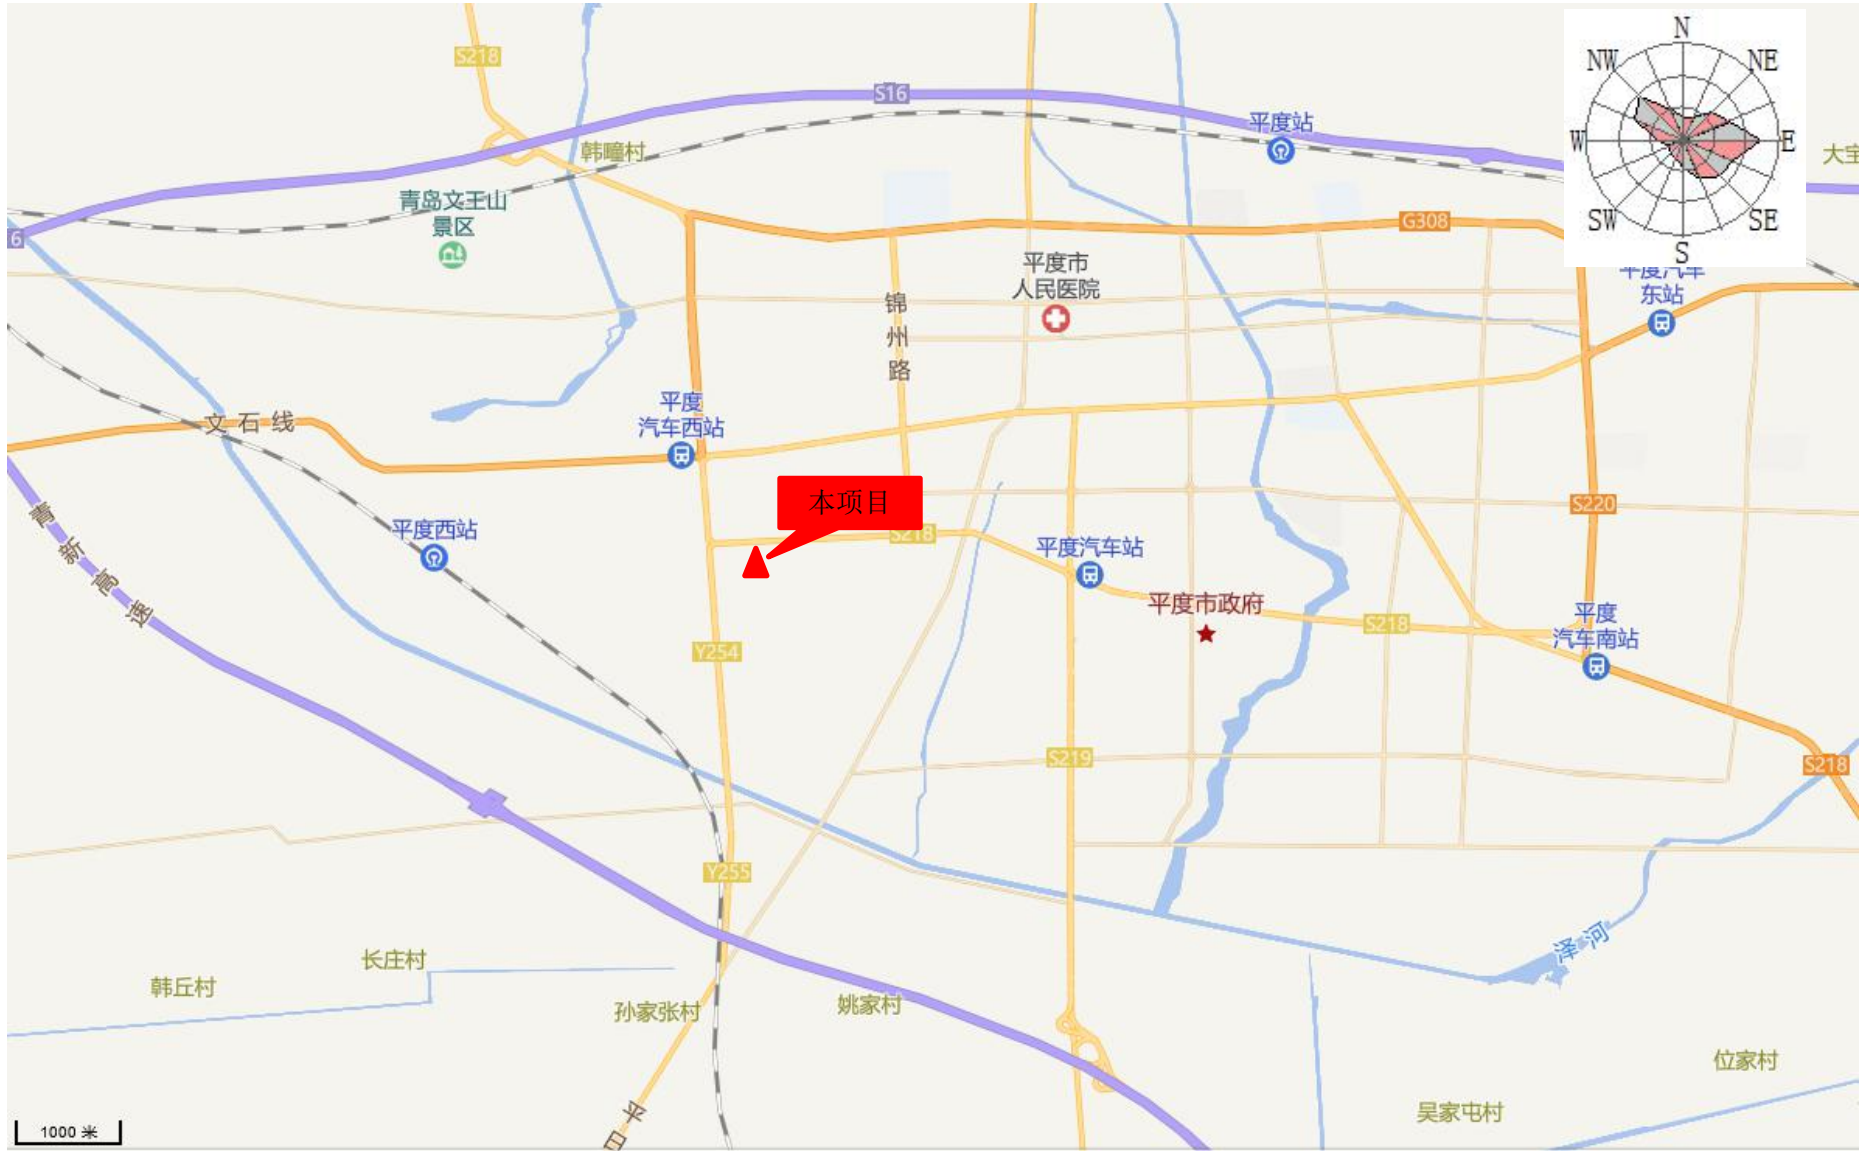 N
NW
NE
W
E
SW
SE
S
S218
S16
平度站
韩疃村
大宝
青岛文王山
景区
6
G308
平度市
人民医院
平度汽车
东站
锦
州
路
平度
汽车西站
文石线
本项目
S220
青
新
高
速
平度西站
S218
平度汽车站
平度市政府
S218
平度
汽车南站
Y254
S219
S218
Y255
泽河
长庄村
韩丘村
孙家张村
姚家村
位家村
吴家屯村
平
日
1000 米